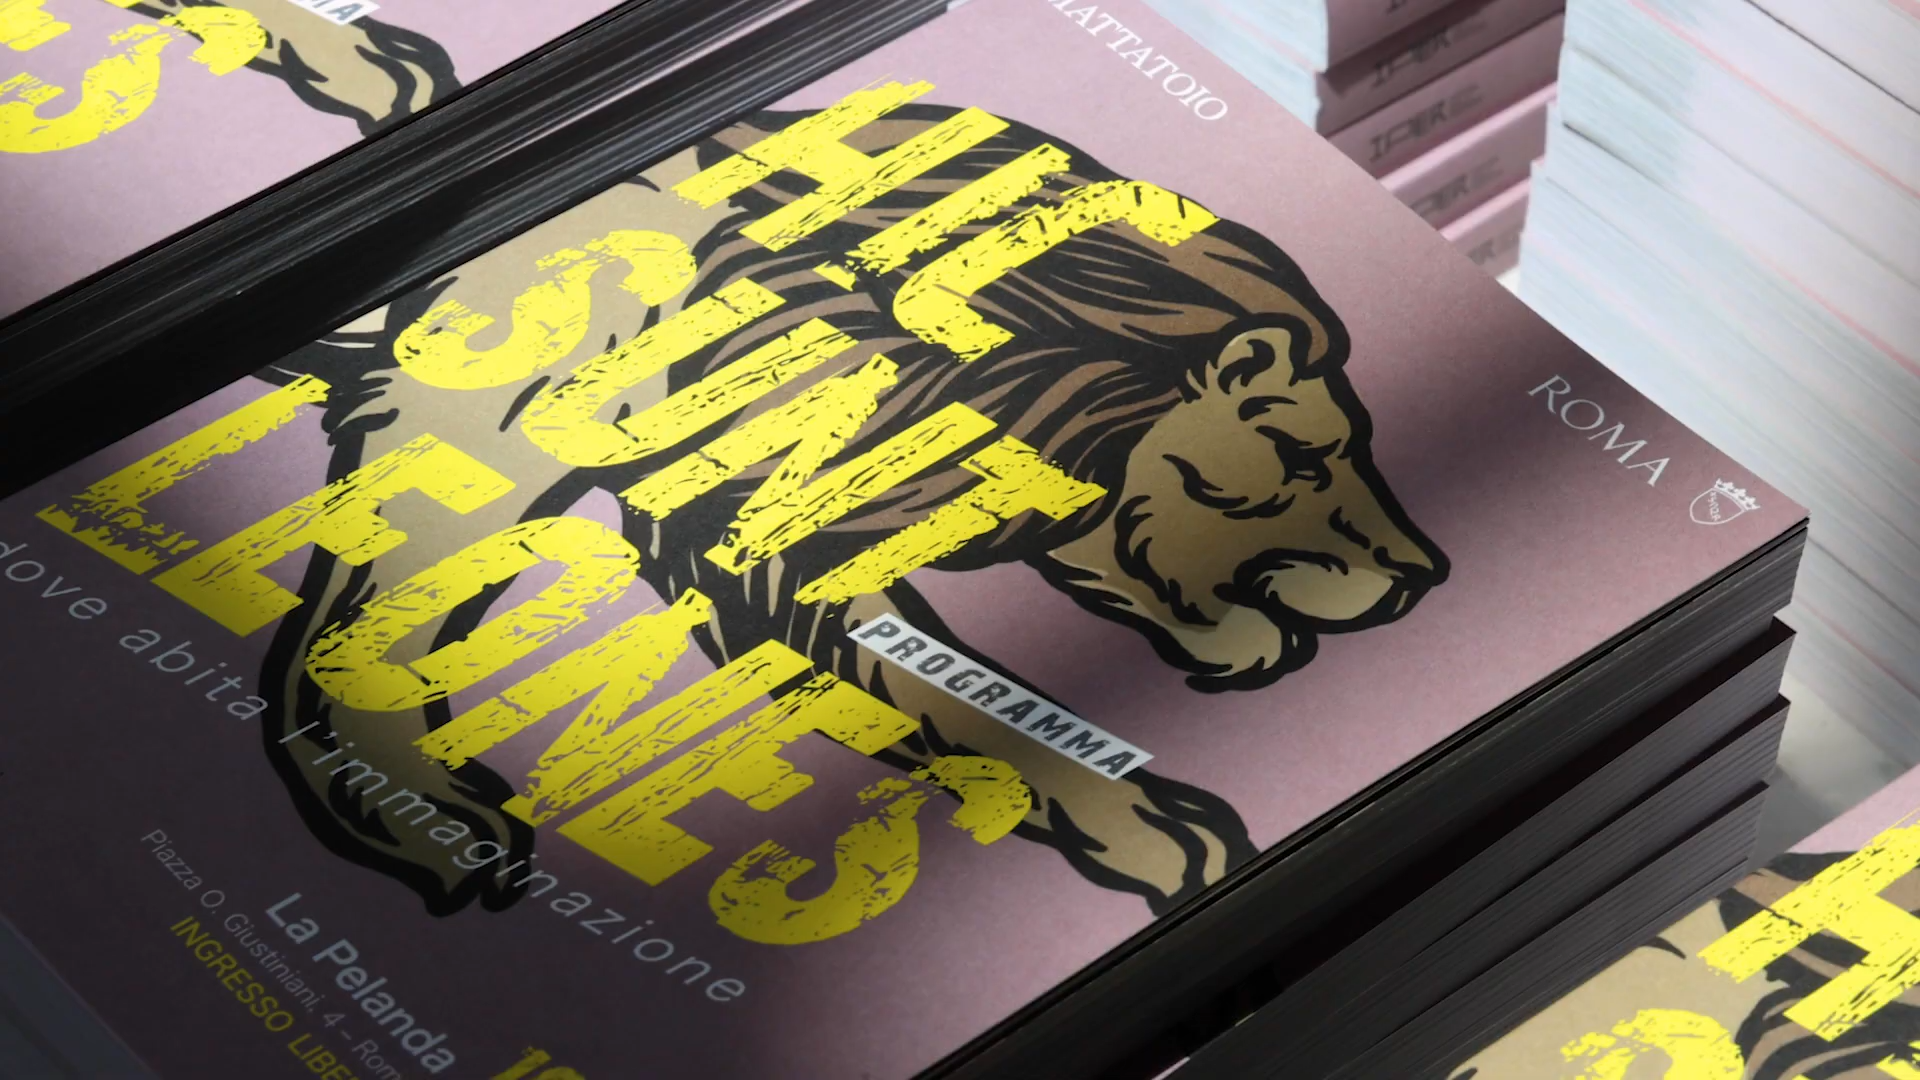 MATTATOIO
ROMA
HIC
SUNT
LEONES
PROGRAMMA
dove abita l'immaginazione
La Pelanda
Piazza O. Giustiniani, 4 –
INGRESSO